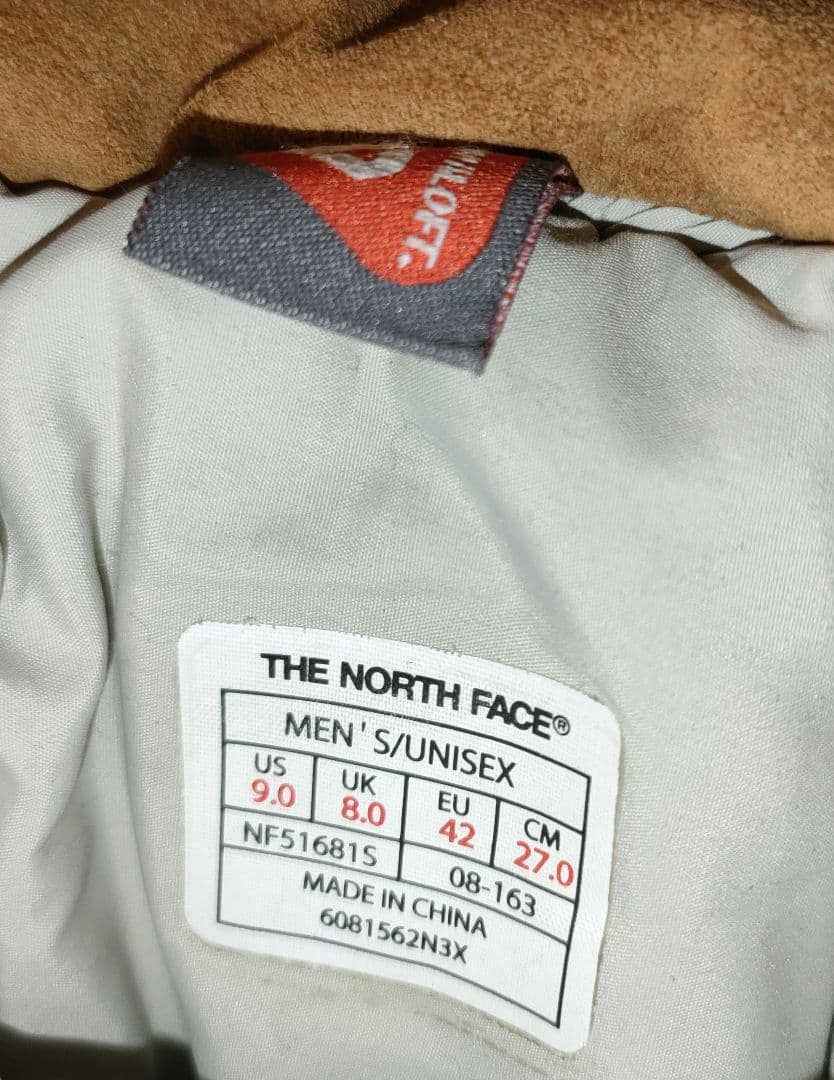 THE NORTH FACE®
MEN'S/UNISEX
US UK EU CM
9.0 8.0 42 27.0
NF51681S 08-163
MADE IN CHINA
6081562N3X